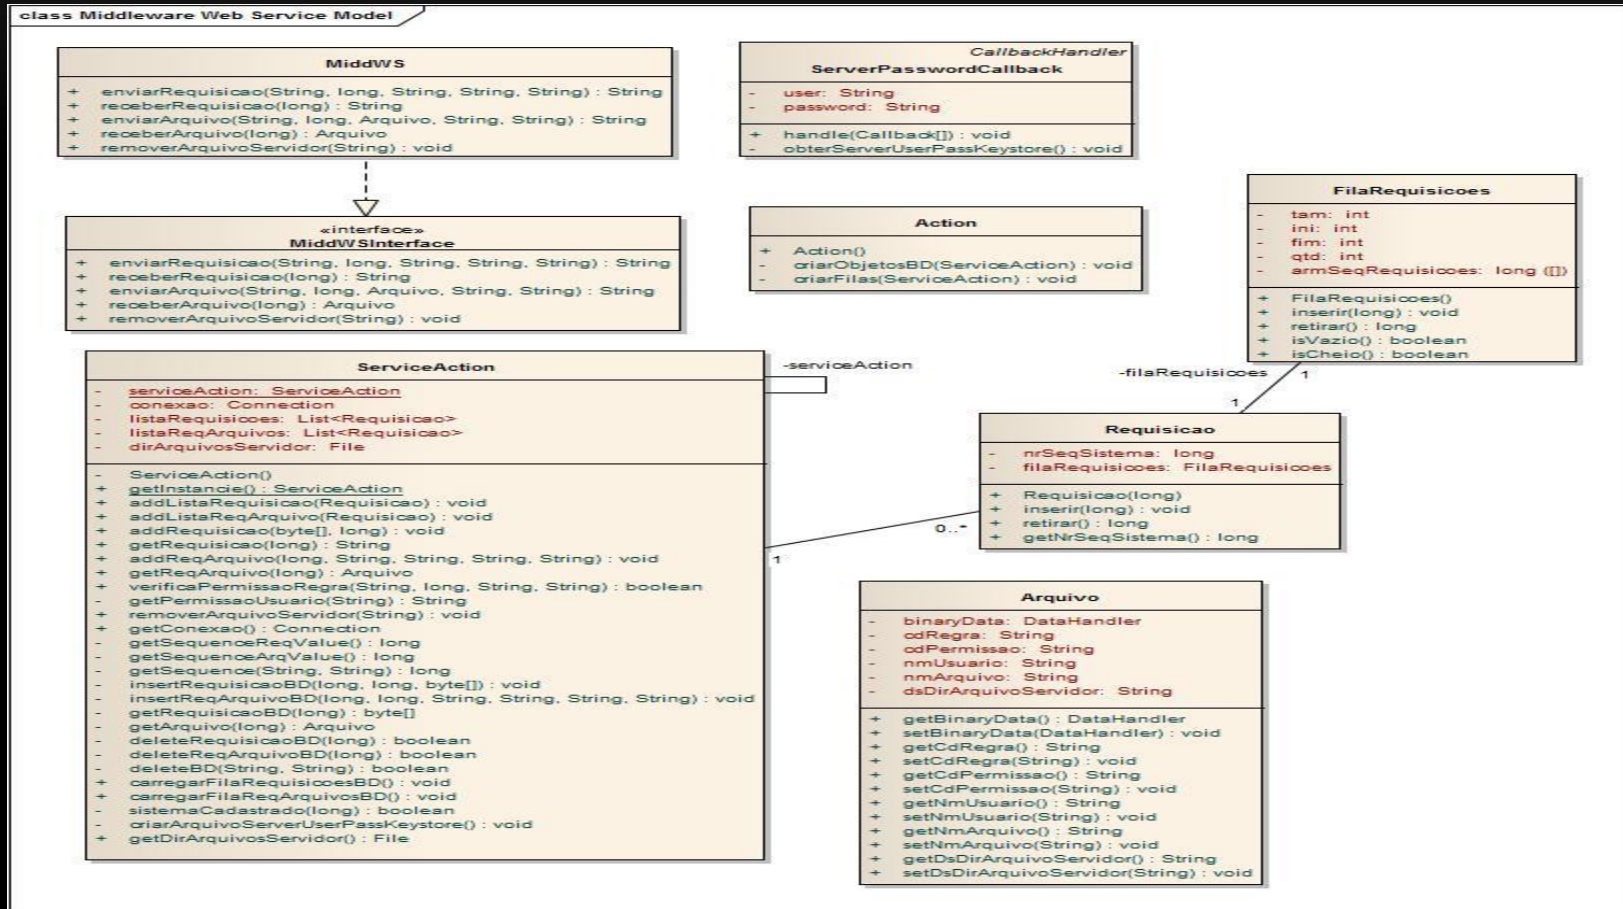 class Middleware Web Service Model
MiddWS
+ enviarRequisicao(String, long, String, String, String) : String
+ receberRequisicao(long) : String
+ enviarArquivo(String, long, Arquivo, String, String) : String
+ receberArquivo(long) : Arquivo
+ removerArquivoServidor(String) : void
CallbackHandler
ServerPasswordCallback
- user: String
- password: String
+ handle(Callback[]) : void
- obterServerUserPassKeystore() : void
«interface»
MiddWSInterface
+ enviarRequisicao(String, long, String, String, String) : String
+ receberRequisicao(long) : String
+ enviarArquivo(String, long, Arquivo, String, String) : String
+ receberArquivo(long) : Arquivo
+ removerArquivoServidor(String) : void
Action
+ Action()
- criarObjetosBD(ServiceAction) : void
- criarFilas(ServiceAction) : void
FilaRequisicoes
- tam: int
- ini: int
- fim: int
- qtd: int
- armSeqRequisicoes: long ([])
+ FilaRequisicoes()
+ inserir(long) : void
+ retirar() : long
+ isVazio() : boolean
+ isCheio() : boolean
ServiceAction
- serviceAction: ServiceAction
- conexao: Connection
- listaRequisicoes: List<Requisicao>
- listaReqArquivos: List<Requisicao>
- dirArquivosServidor: File
- ServiceAction()
+ getInstancie() : ServiceAction
+ addListaRequisicao(Requisicao) : void
+ addListaReqArquivo(Requisicao) : void
+ addRequisicao(byte[], long) : void
+ getRequisicao(long) : String
+ addReqArquivo(long, String, String, String, String) : void
+ getReqArquivo(long) : Arquivo
+ verificaPermissaoRegra(String, long, String, String) : boolean
- getPermissaoUsuario(String) : String
+ removerArquivoServidor(String) : void
+ getConexao() : Connection
- getSequenceReqValue() : long
- getSequenceArqValue() : long
- getSequence(String, String) : long
- insertRequisicaoBD(long, long, byte[]) : void
- insertReqArquivoBD(long, long, String, String, String, String) : void
- getRequisicaoBD(long) : byte[]
- getArquivo(long) : Arquivo
- deleteRequisicaoBD(long) : boolean
- deleteReqArquivoBD(long) : boolean
- deleteBD(String, String) : boolean
+ carregarFilaRequisicoesBD() : void
+ carregarFilaReqArquivosBD() : void
- sistemaCadastrado(long) : boolean
- criarArquivoServerUserPassKeystore() : void
+ getDirArquivosServidor() : File
-serviceAction
-filaRequisicoes
1
1
Requisicao
- nrSeqSistema: long
- filaRequisicoes: FilaRequisicoes
+ Requisicao(long)
+ inserir(long) : void
+ retirar() : long
+ getNrSeqSistema() : long
0..*
1
Arquivo
- binaryData: DataHandler
- cdRegra: String
- cdPermissao: String
- nmUsuario: String
- nmArquivo: String
- dsDirArquivoServidor: String
+ getBinaryData() : DataHandler
+ setBinaryData(DataHandler) : void
+ getCdRegra() : String
+ setCdRegra(String) : void
+ getCdPermissao() : String
+ setCdPermissao(String) : void
+ getNmUsuario() : String
+ setNmUsuario(String) : void
+ getNmArquivo() : String
+ setNmArquivo(String) : void
+ getDsDirArquivoServidor() : String
+ setDsDirArquivoServidor(String) : void